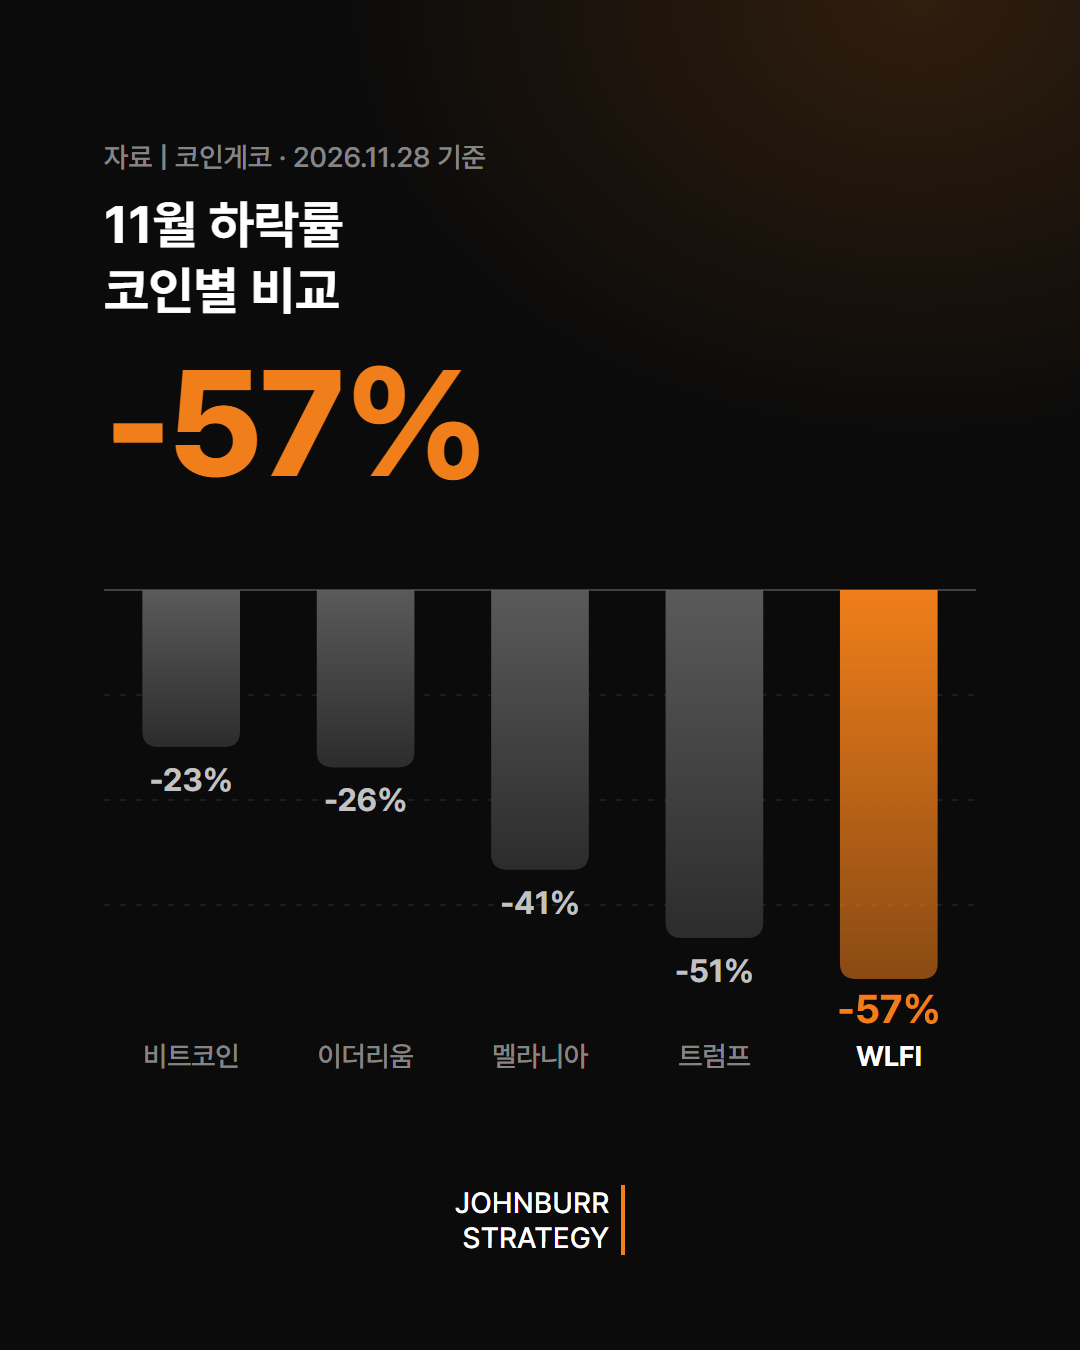 자료 | 코인게코 · 2026.11.28 기준
11월 하락률
코인별 비교
-57%
-23%
-26%
-41%
-51%
-57%
비트코인 이더리움 멜라니아 트럼프 WLFI
JOHNBURR
STRATEGY